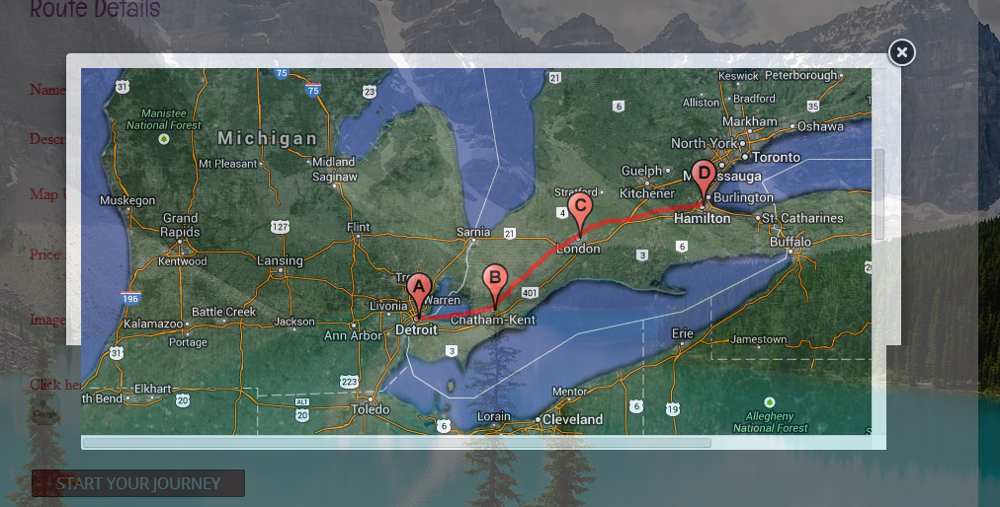 Route Details
Name
Descr
Map U
Price:
Image
Click he
Google
START YOUR JOURNEY
31
75
75
23
21
6
Keswick
Peterborough
Alliston
Bradford
35
Manistee
National Forest
Michigan
Markham
Oshawa
North York
Toronto
Mt Pleasant
Midland
Saginaw
Guelph
Mississauga
D
Stratford
Kitchener
Burlington
Muskegon
C
4
Hamilton
St. Catharines
Grand
Rapids
127
Flint
Sarnia
21
London
6
Buffalo
Kentwood
Lansing
3
A
B
401
196
Warren
Livonia
Battle Creek
Kalamazoo
Jackson
Detroit
Chatham-Kent
Portage
Ann Arbor
Erie
Jamestown
31
3
223
Elkhart
th Bend
20
ALT
20
Toledo
Mentor
6
19
Allegheny
National Forest
6
Lorain
Cleveland